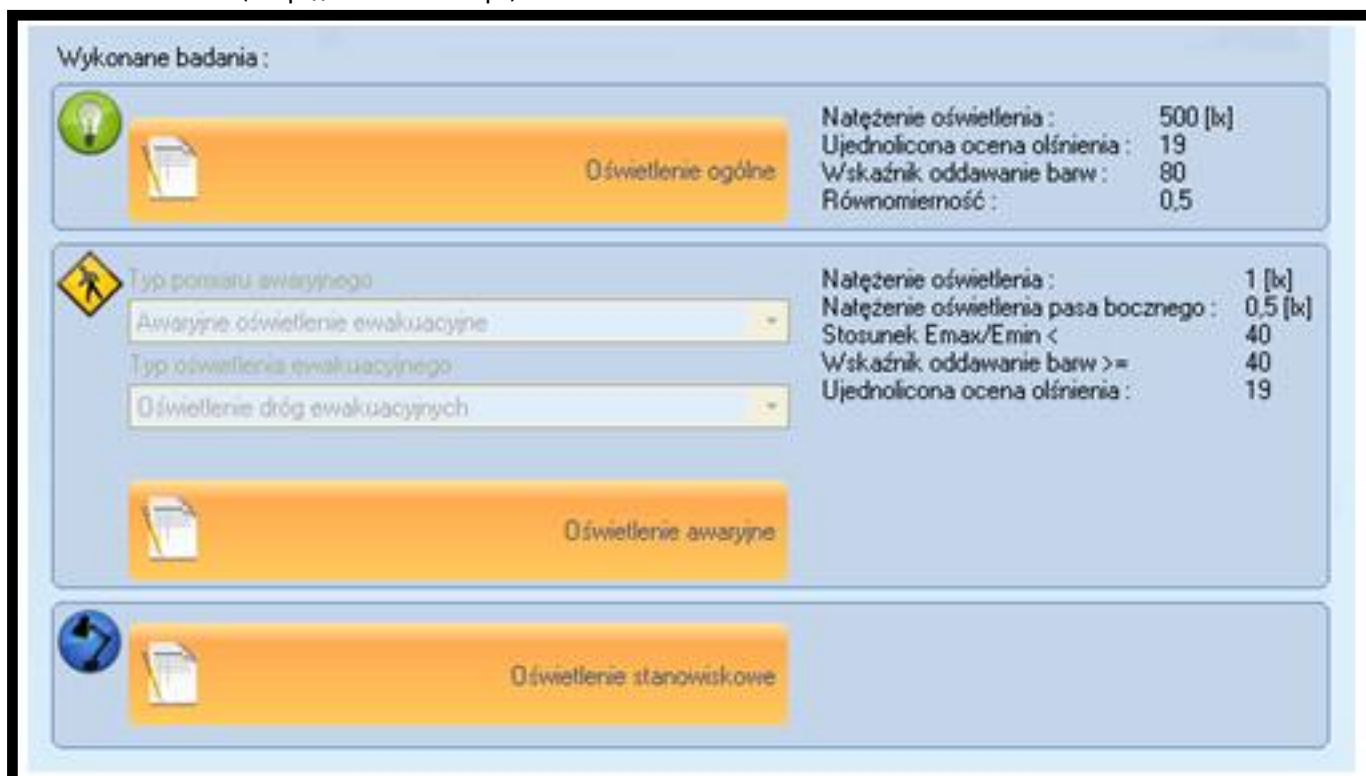 Wykonane badania :
Oświetlenie ogólne
Natężenie oświetlenia : 500 [lx]
Ujednolicona ocena olśnienia : 19
Wskaźnik oddawanie barw : 80
Równomierność : 0,5
Typ pomiaru awaryjnego
Awaryjne oświetlenie ewakuacyjne
Typ oświetlenia ewakuacyjnego
Oświetlenie dróg ewakuacyjnych
Oświetlenie awaryjne
Natężenie oświetlenia : 1 [lx]
Natężenie oświetlenia pasa bocznego : 0,5 [lx]
Stosunek Emax/Emin < 40
Wskaźnik oddawanie barw >= 40
Ujednolicona ocena olśnienia : 19
Oświetlenie stanowiskowe